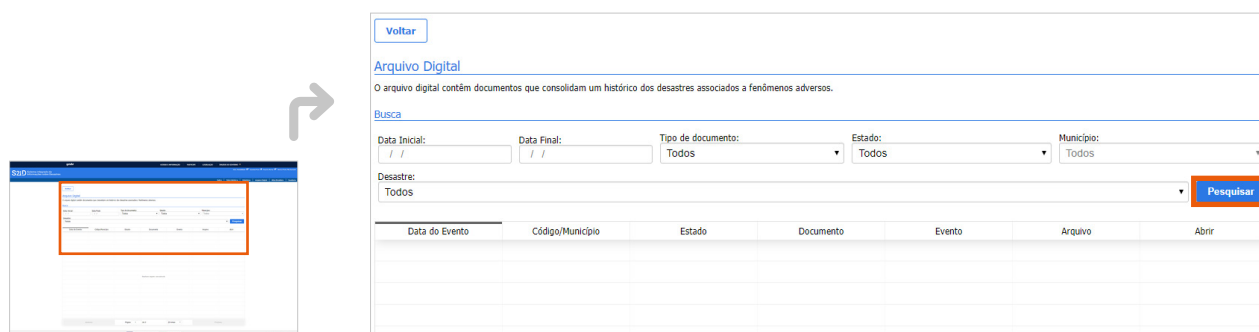 Voltar
Arquivo Digital
O arquivo digital contêm documentos que consolidam um histórico dos desastres associados a fenômenos adversos.
Busca
Data Inicial: Data Final: Tipo de documento: Estado: Município:
/ / / / Todos Todos Todos
Desastre:
Todos Pesquisar
Data do Evento Código/Município Estado Documento Evento Arquivo Abrir
S2iD